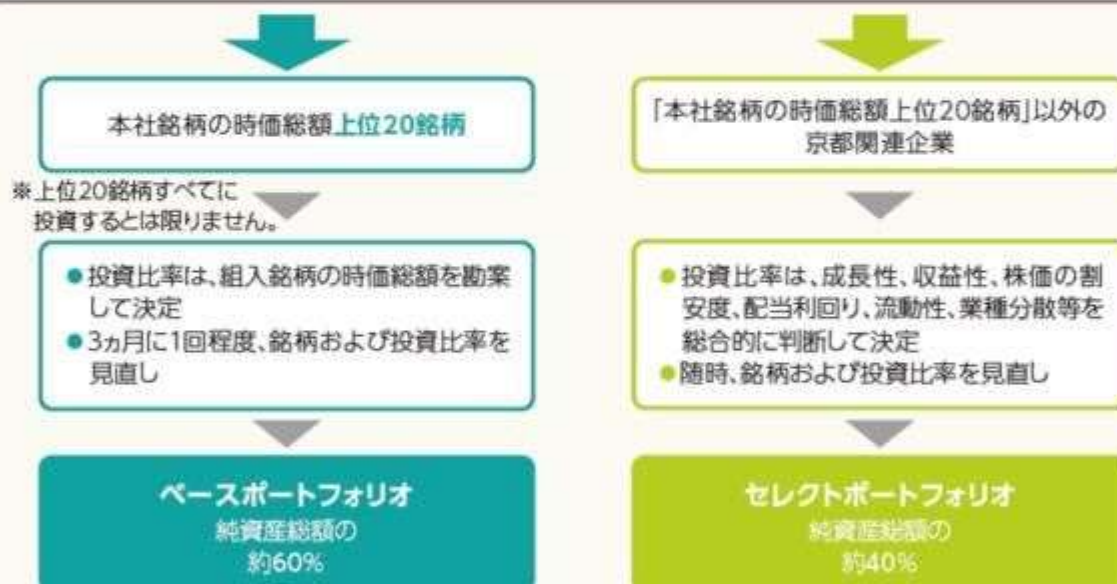 本社銘柄の時価総額上位20銘柄
※上位20銘柄すべてに
投資するとは限りません。
●投資比率は、組入銘柄の時価総額を勘案
して決定
●3ヵ月に1回程度、銘柄および投資比率を
見直し
ベースポートフォリオ
純資産総額の
約60%
「本社銘柄の時価総額上位20銘柄」以外の
京都関連企業
●投資比率は、成長性、収益性、株価の割
安度、配当利回り、流動性、業種分散等を
総合的に判断して決定
●随時、銘柄および投資比率を見直し
セレクトポートフォリオ
純資産総額の
約40%